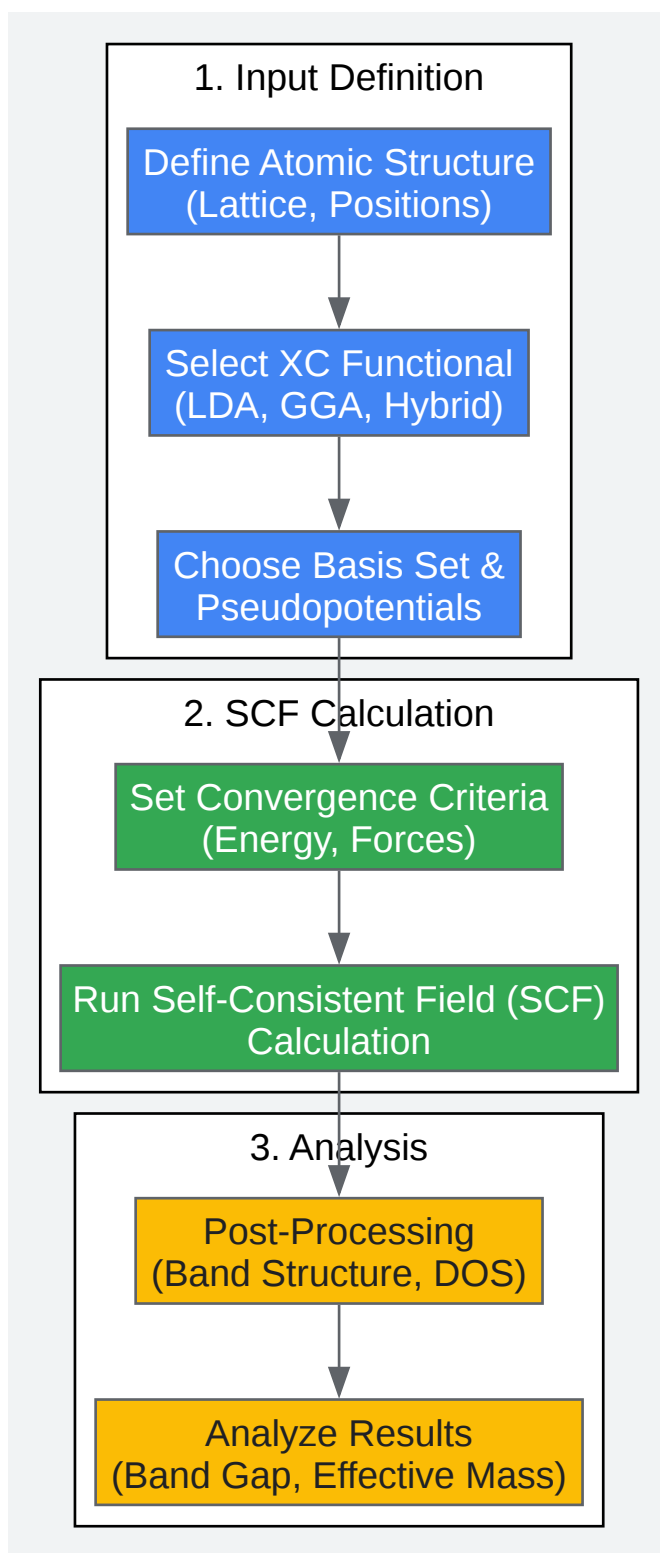 1. Input Definition
Define Atomic Structure
(Lattice, Positions)
Select XC Functional
(LDA, GGA, Hybrid)
Choose Basis Set &
Pseudopotentials
2. SCF Calculation
Set Convergence Criteria
(Energy, Forces)
Run Self-Consistent Field (SCF)
Calculation
3. Analysis
Post-Processing
(Band Structure, DOS)
Analyze Results
(Band Gap, Effective Mass)